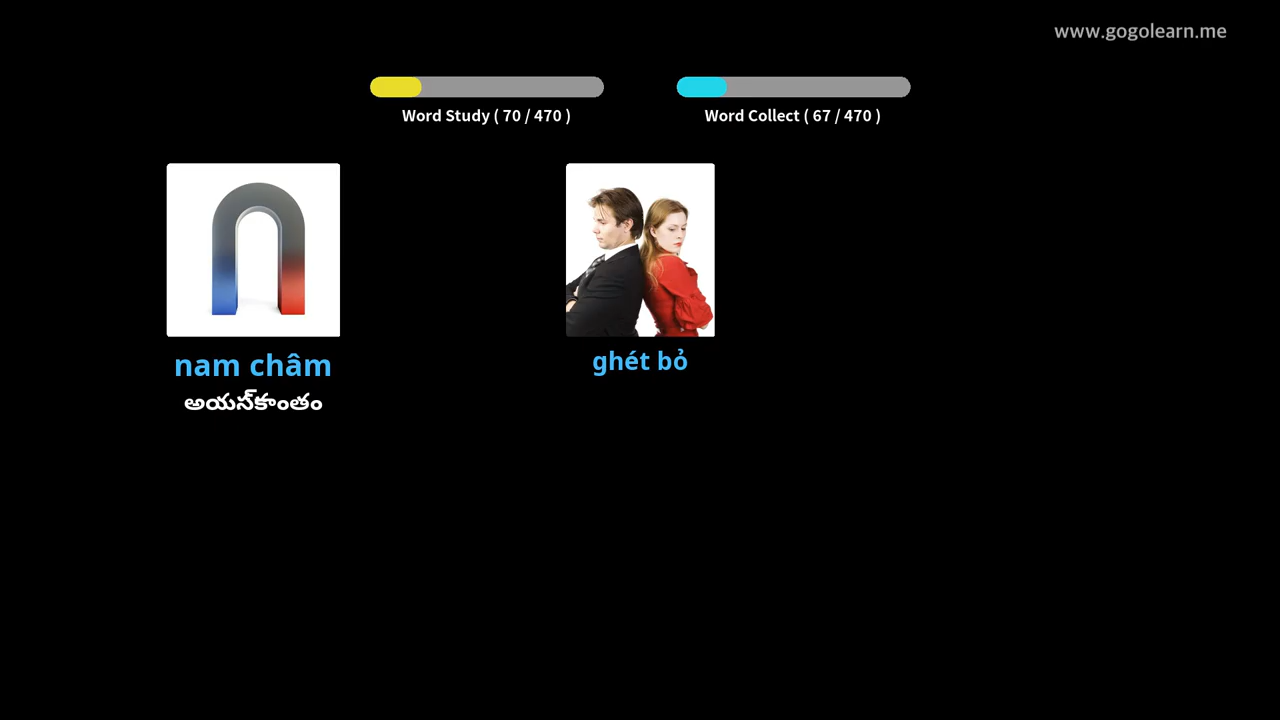 www.gogolearn.me
Word Study ( 70 / 470 )
Word Collect ( 67 / 470 )
nam châm
అయస్‌కాంతం
ghét bỏ